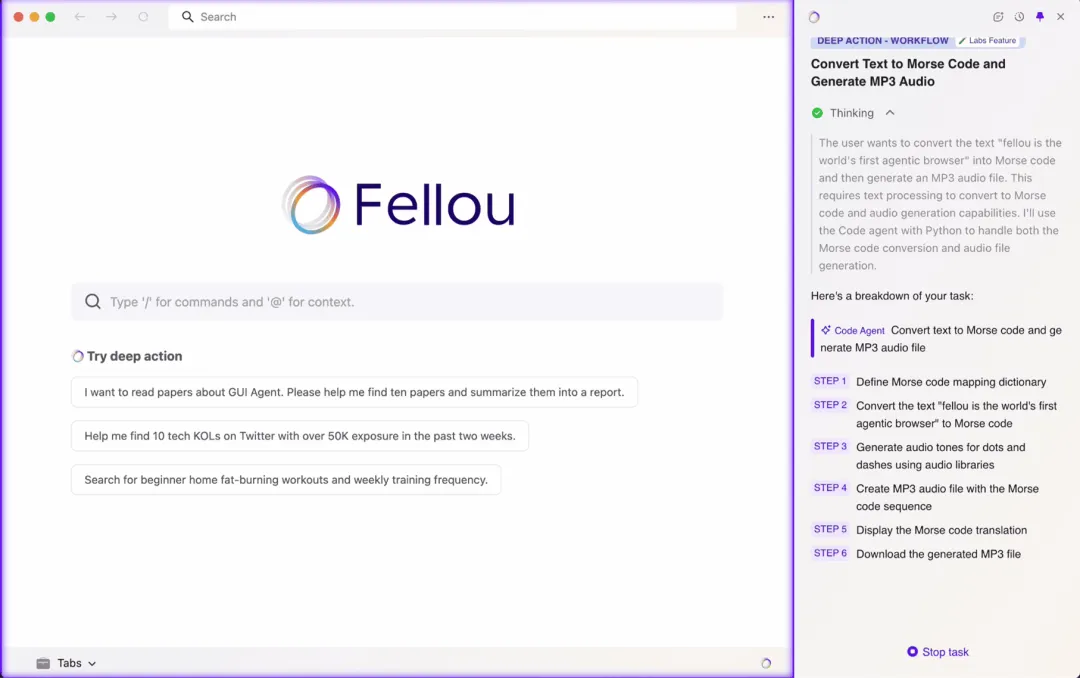 Search
Fellou
Type '/' for commands and '@' for context.
Try deep action
I want to read papers about GUI Agent. Please help me find ten papers and summarize them into a report.
Help me find 10 tech KOLs on Twitter with over 50K exposure in the past two weeks.
Search for beginner home fat-burning workouts and weekly training frequency.
Tabs
DEEP ACTION - WORKFLOW Labs Feature
Convert Text to Morse Code and
Generate MP3 Audio
Thinking
The user wants to convert the text "fellou is the
world's first agentic browser" into Morse code
and then generate an MP3 audio file. This
requires text processing to convert to Morse
code and audio generation capabilities. I'll use
the Code agent with Python to handle both the
Morse code conversion and audio file
generation.
Here's a breakdown of your task:
Code Agent Convert text to Morse code and ge
nerate MP3 audio file
STEP 1 Define Morse code mapping dictionary
STEP 2 Convert the text "fellou is the world's first
agentic browser" to Morse code
STEP 3 Generate audio tones for dots and
dashes using audio libraries
STEP 4 Create MP3 audio file with the Morse
code sequence
STEP 5 Display the Morse code translation
STEP 6 Download the generated MP3 file
Stop task